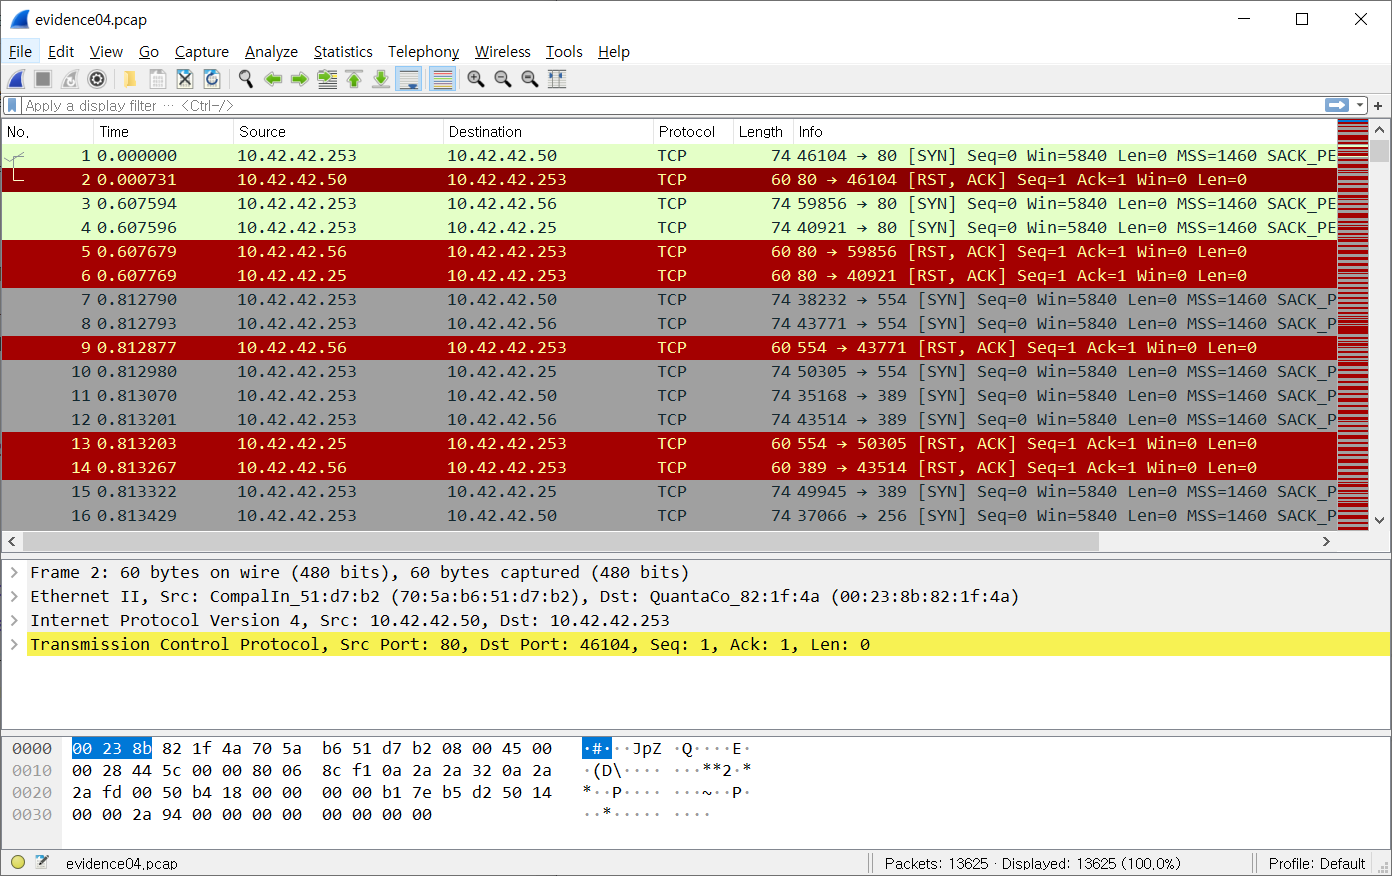 evidence04.pcap
File Edit View Go Capture Analyze Statistics Telephony Wireless Tools Help
Apply a display filter ··· <Ctrl-/>
No. Time Source Destination Protocol Length Info
1 0.000000 10.42.42.253 10.42.42.50 TCP 74 46104 → 80 [SYN] Seq=0 Win=5840 Len=0 MSS=1460 SACK_PE
2 0.000731 10.42.42.50 10.42.42.253 TCP 60 80 → 46104 [RST, ACK] Seq=1 Ack=1 Win=0 Len=0
3 0.607594 10.42.42.253 10.42.42.56 TCP 74 59856 → 80 [SYN] Seq=0 Win=5840 Len=0 MSS=1460 SACK_PE
4 0.607596 10.42.42.253 10.42.42.25 TCP 74 40921 → 80 [SYN] Seq=0 Win=5840 Len=0 MSS=1460 SACK_PE
5 0.607679 10.42.42.56 10.42.42.253 TCP 60 80 → 59856 [RST, ACK] Seq=1 Ack=1 Win=0 Len=0
6 0.607769 10.42.42.25 10.42.42.253 TCP 60 80 → 40921 [RST, ACK] Seq=1 Ack=1 Win=0 Len=0
7 0.812790 10.42.42.253 10.42.42.50 TCP 74 38232 → 554 [SYN] Seq=0 Win=5840 Len=0 MSS=1460 SACK_P
8 0.812793 10.42.42.253 10.42.42.56 TCP 74 43771 → 554 [SYN] Seq=0 Win=5840 Len=0 MSS=1460 SACK_P
9 0.812877 10.42.42.56 10.42.42.253 TCP 60 554 → 43771 [RST, ACK] Seq=1 Ack=1 Win=0 Len=0
10 0.812980 10.42.42.253 10.42.42.25 TCP 74 50305 → 554 [SYN] Seq=0 Win=5840 Len=0 MSS=1460 SACK_P
11 0.813070 10.42.42.253 10.42.42.50 TCP 74 35168 → 389 [SYN] Seq=0 Win=5840 Len=0 MSS=1460 SACK_P
12 0.813201 10.42.42.253 10.42.42.56 TCP 74 43514 → 389 [SYN] Seq=0 Win=5840 Len=0 MSS=1460 SACK_P
13 0.813203 10.42.42.25 10.42.42.253 TCP 60 554 → 50305 [RST, ACK] Seq=1 Ack=1 Win=0 Len=0
14 0.813267 10.42.42.56 10.42.42.253 TCP 60 389 → 43514 [RST, ACK] Seq=1 Ack=1 Win=0 Len=0
15 0.813322 10.42.42.253 10.42.42.25 TCP 74 49945 → 389 [SYN] Seq=0 Win=5840 Len=0 MSS=1460 SACK_P
16 0.813429 10.42.42.253 10.42.42.50 TCP 74 37066 → 256 [SYN] Seq=0 Win=5840 Len=0 MSS=1460 SACK_P
Frame 2: 60 bytes on wire (480 bits), 60 bytes captured (480 bits)
Ethernet II, Src: CompalIn_51:d7:b2 (70:5a:b6:51:d7:b2), Dst: QuantaCo_82:1f:4a (00:23:8b:82:1f:4a)
Internet Protocol Version 4, Src: 10.42.42.50, Dst: 10.42.42.253
Transmission Control Protocol, Src Port: 80, Dst Port: 46104, Seq: 1, Ack: 1, Len: 0
0000 00 23 8b 82 1f 4a 70 5a b6 51 d7 b2 08 00 45 00 ·#···JpZ ·Q····E·
0010 00 28 44 5c 00 00 80 06 8c f1 0a 2a 2a 32 0a 2a ·(D\···· ···**2·*
0020 2a fd 00 50 b4 18 00 00 00 00 b1 7e b5 d2 50 14 *··P···· ···~··P·
0030 00 00 2a 94 00 00 00 00 00 00 00 00 ··*····· ····
evidence04.pcap Packets: 13625 · Displayed: 13625 (100.0%) Profile: Default